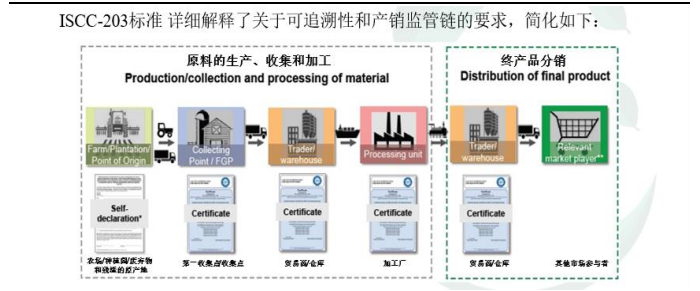 ISCC-203标准 详细解释了关于可追溯性和产销监管链的要求，简化如下：
原料的生产、收集和加工
Production/collection and processing of material
终产品分销
Distribution of final product
Farm/Plantation/
Point of Origin
Collecting
Point / FGP
Trader/
warehouse
Processing unit
Trader/
warehouse
Relevant
market player**
Self-
declaration*
Certificate
Certificate
Certificate
Certificate
农场/种植园/废弃物
和残渣的原产地
第一收集点/收集点
贸易商/仓库
加工厂
贸易商/仓库
其他市场参与者